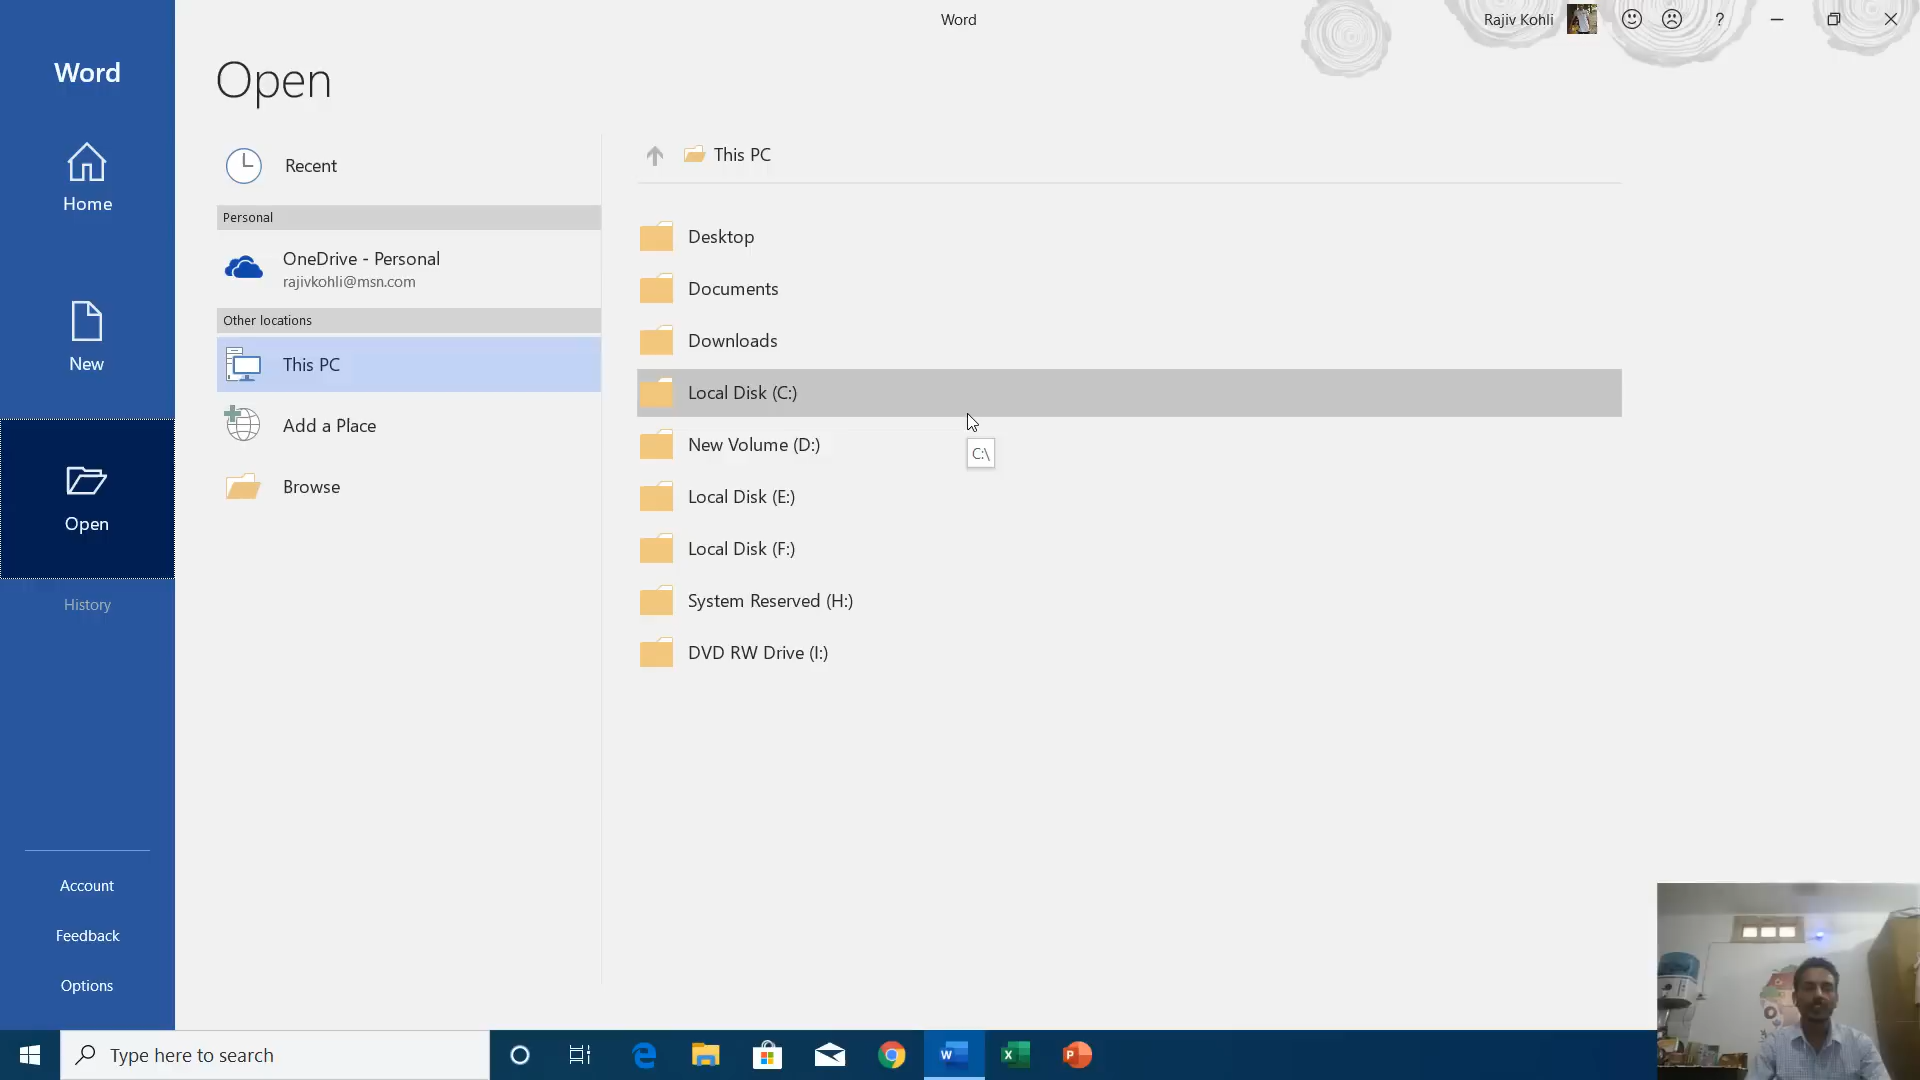 Word
Rajiv Kohli
?
Word
Home
New
Open
History
Account
Feedback
Options
Open
Recent
Personal
OneDrive - Personal
rajivkohli@msn.com
Other locations
This PC
Add a Place
Browse
This PC
Desktop
Documents
Downloads
Local Disk (C:)
C:\
New Volume (D:)
Local Disk (E:)
Local Disk (F:)
System Reserved (H:)
DVD RW Drive (I:)
Type here to search